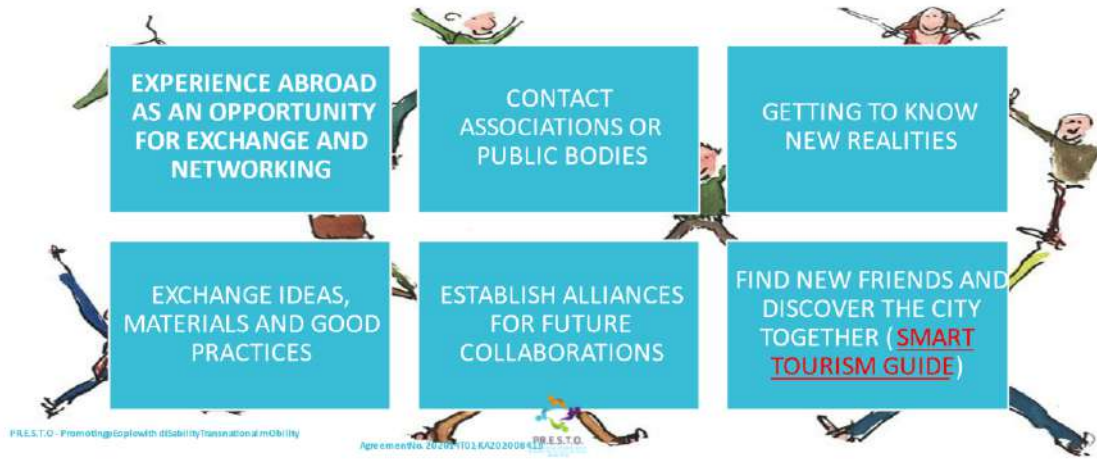 EXPERIENCE ABROAD
AS AN OPPORTUNITY
FOR EXCHANGE AND
NETWORKING
CONTACT
ASSOCIATIONS OR
PUBLIC BODIES
GETTING TO KNOW
NEW REALITIES
EXCHANGE IDEAS,
MATERIALS AND GOOD
PRACTICES
ESTABLISH ALLIANCES
FOR FUTURE
COLLABORATIONS
FIND NEW FRIENDS AND
DISCOVER THE CITY
TOGETHER (SMART
TOURISM GUIDE)
P.R.E.S.T.O - PromotingpEoplewith diSabilityTransnational mObility
AgreementNo.
P.R.E.S.T.O.